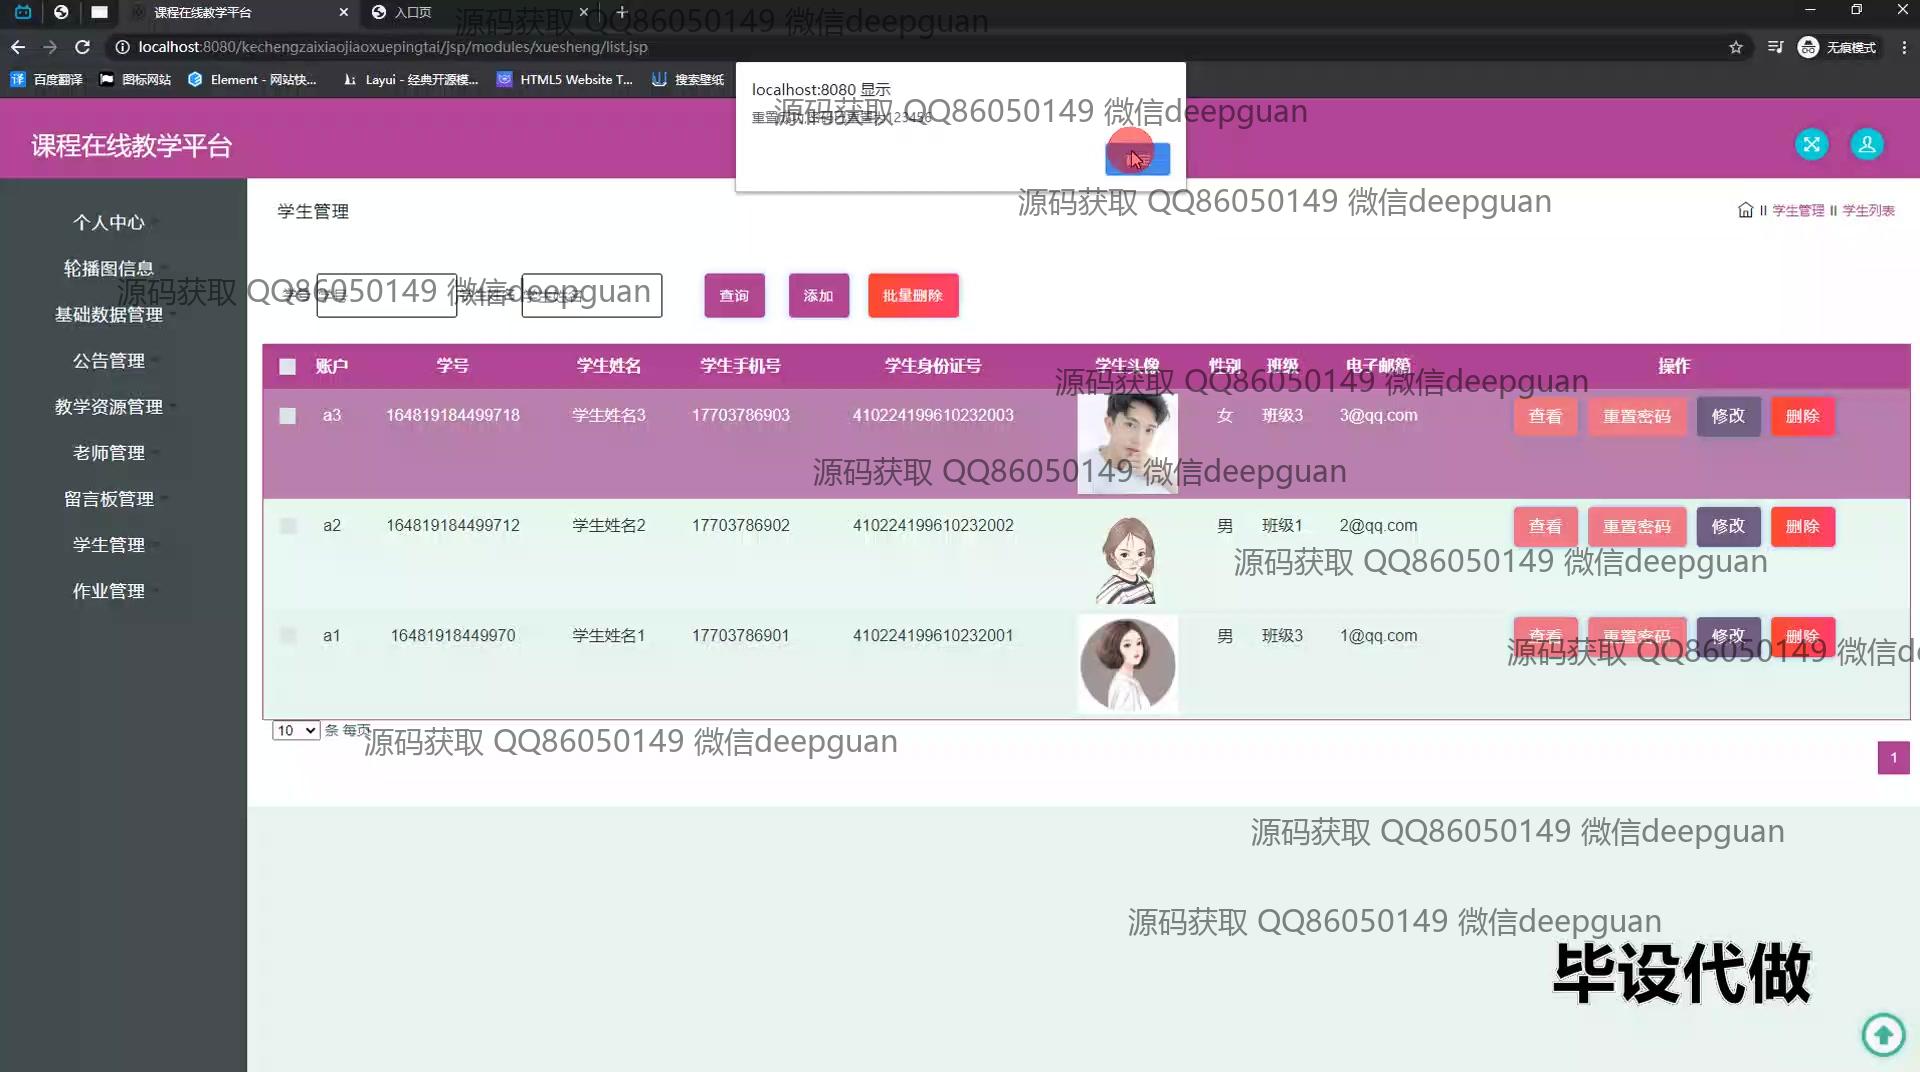 课程在线教学平台
入口页
localhost:8080/kechengzaixiaojiaoxuepingtai/jsp/modules/xuesheng/list.jsp
无痕模式
百度翻译
图标网站
Element - 网站快...
Layui - 经典开源模...
HTML5 Website T...
搜索壁纸
源码获取 QQ86050149 微信deepguan
localhost:8080 显示
源码获取 QQ86050149 微信deepguan
课程在线教学平台
源码获取 QQ86050149 微信deepguan
学生管理
学生管理 学生列表
个人中心
轮播图信息
基础数据管理
公告管理
教学资源管理
老师管理
留言板管理
学生管理
作业管理
源码获取 QQ86050149 微信deepguan
查询 添加 批量删除
账户 学号 学生姓名 学生手机号 学生身份证号 学生头像 性别 班级 电子邮箱 操作
源码获取 QQ86050149 微信deepguan
a3 164819184499718 学生姓名3 17703786903 410224199610232003 女 班级3 3@qq.com 查看 重置密码 修改 删除
源码获取 QQ86050149 微信deepguan
a2 164819184499712 学生姓名2 17703786902 410224199610232002 男 班级1 2@qq.com 查看 重置密码 修改 删除
源码获取 QQ86050149 微信deepguan
a1 16481918449970 学生姓名1 17703786901 410224199610232001 男 班级3 1@qq.com 查看 重置密码 修改 删除
源码获取 QQ86050149 微信d
10 条 每页
源码获取 QQ86050149 微信deepguan
1
源码获取 QQ86050149 微信deepguan
源码获取 QQ86050149 微信deepguan
毕设代做